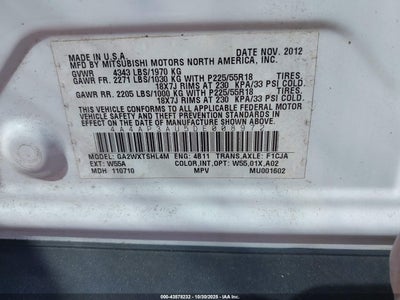 MADE IN U.S.A. DATE NOV. 2012
MFD BY MITSUBISHI MOTORS NORTH AMERICA, INC.
GVWR 4343 LBS/1970 KG
GAWR FR. 2271 LBS/1030 KG WITH P225/55R18 TIRES,
18X7J RIMS AT 230 KPA/33 PSI COLD
GAWR RR. 2205 LBS/1000 KG WITH P225/55R18 TIRES,
18X7J RIMS AT 230 KPA/33 PSI COLD
THIS VEHICLE CONFORMS TO ALL APPLICABLE FEDERAL MOTOR
VEHICLE SAFETY AND THEFT PREVENTION STANDARDS IN EFFECT
ON THE DATE OF MANUFACTURE SHOWN ABOVE.
4A4AP3AU5DE008972
MODEL: GA2WXTSHL4M ENG: 4B11 TRANS,AXLE: F1CJA
EXT: W55A COLOR,INT,OPT: W55,01X,A02
MDH 110710 MPV MU001602
© IAA - 43978233 - 10/30/2025 - IAAI.COM